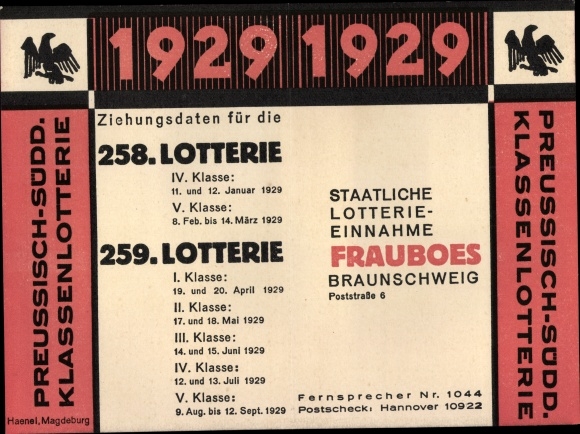 1929 1929
PREUSSISCH-SÜDD.
KLASSENLOTTERIE
Ziehungsdaten für die
258. LOTTERIE
IV. Klasse:
11. und 12. Januar 1929
V. Klasse:
8. Feb. bis 14. März 1929
259. LOTTERIE
I. Klasse:
19. und 20. April 1929
II. Klasse:
17. und 18. Mai 1929
III. Klasse:
14. und 15. Juni 1929
IV. Klasse:
12. und 13. Juli 1929
V. Klasse:
9. Aug. bis 12. Sept. 1929
STAATLICHE
LOTTERIE-
EINNAHME
FRAUBOES
BRAUNSCHWEIG
Poststraße 6
Fernsprecher Nr. 1044
Postscheck: Hannover 10922
PREUSSISCH-SÜDD.
KLASSENLOTTERIE
Haenel, Magdeburg